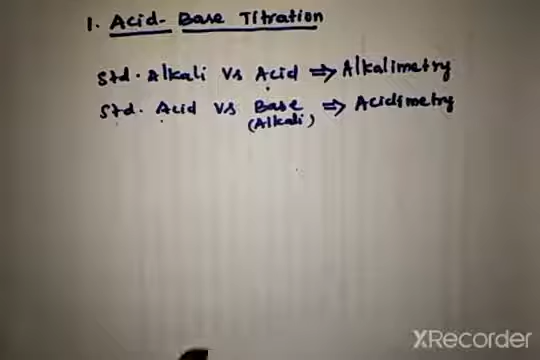 1. Acid-Base Titration
Std. Alkali Vs Acid ⇒ Alkalimetry
Std. Acid Vs Base ⇒ Acidimetry
(Alkali)
XRecorder